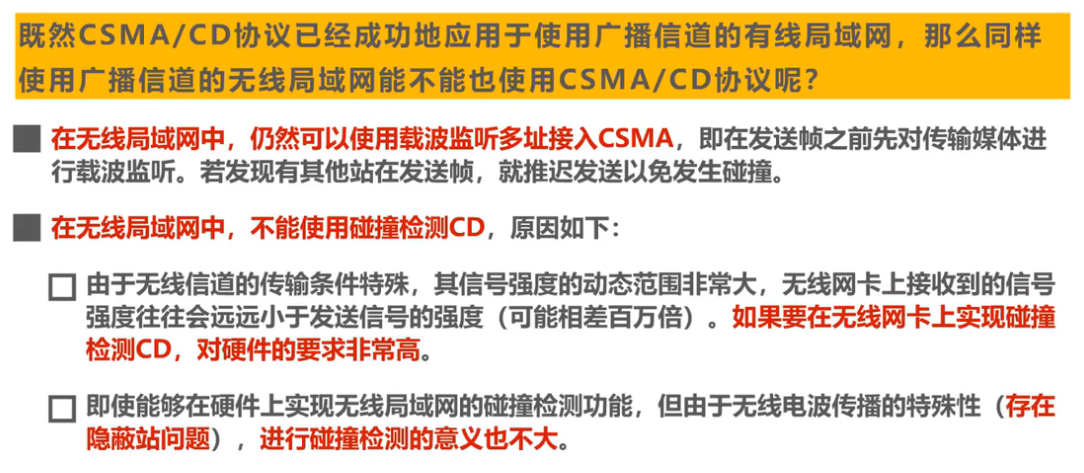 既然CSMA/CD协议已经成功地应用于使用广播信道的有线局域网，那么同样
使用广播信道的无线局域网能不能也使用CSMA/CD协议呢？
在无线局域网中，仍然可以使用载波监听多址接入CSMA，即在发送帧之前先对传输媒体进
行载波监听。若发现有其他站在发送帧，就推迟发送以免发生碰撞。
在无线局域网中，不能使用碰撞检测CD，原因如下：
由于无线信道的传输条件特殊，其信号强度的动态范围非常大，无线网卡上接收到的信号
强度往往会远远小于发送信号的强度（可能相差百万倍）。如果要在无线网卡上实现碰撞
检测CD，对硬件的要求非常高。
即使能够在硬件上实现无线局域网的碰撞检测功能，但由于无线电波传播的特殊性（存在
隐蔽站问题），进行碰撞检测的意义也不大。